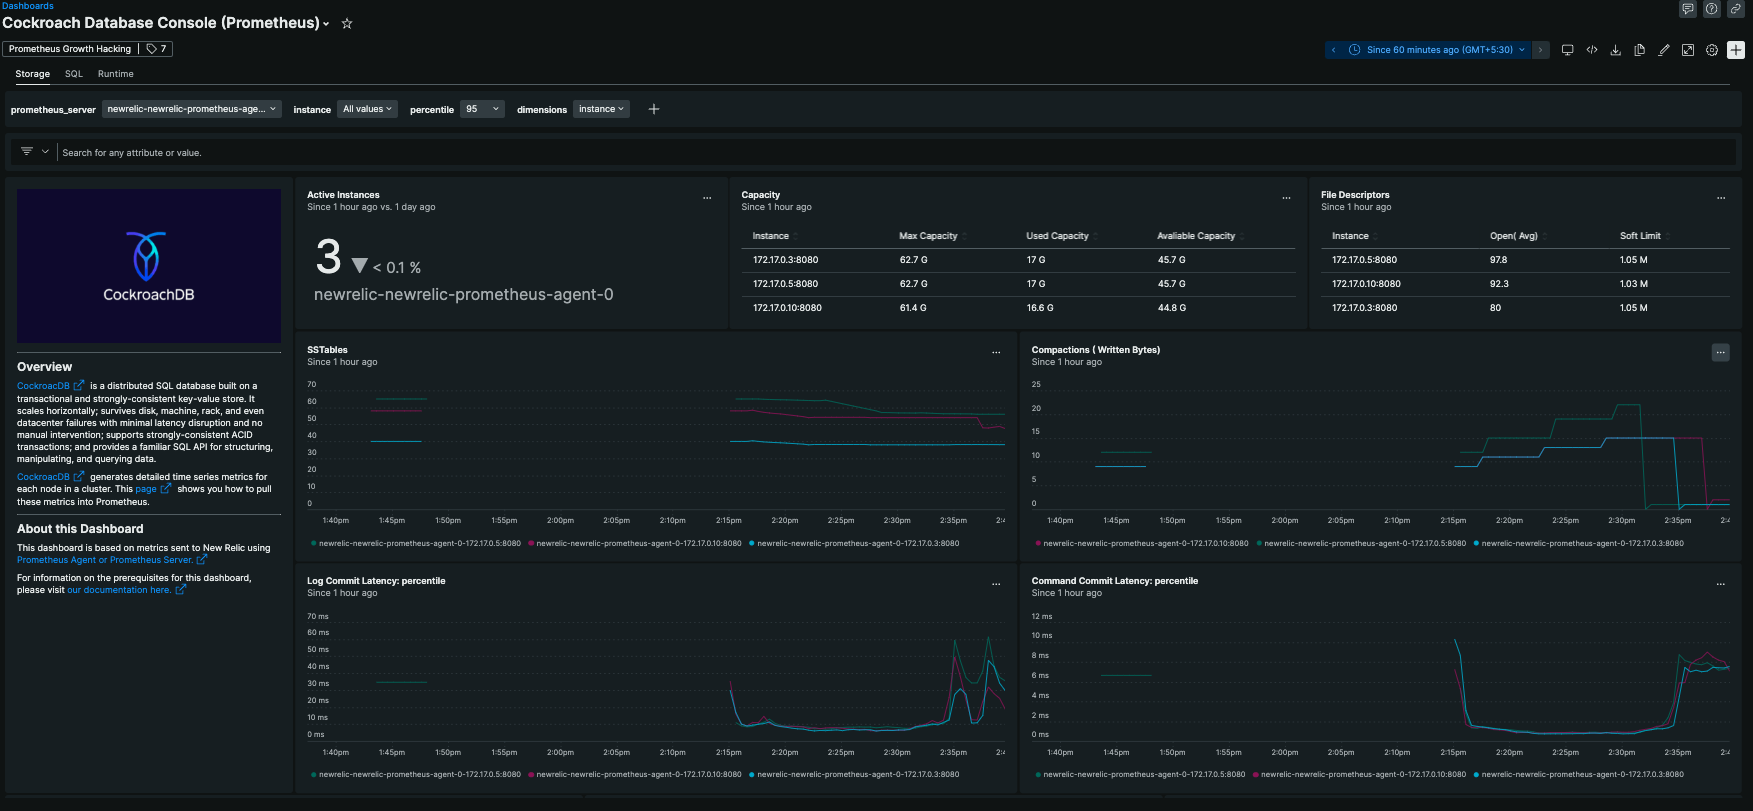 Dashboards
Cockroach Database Console (Prometheus)
Prometheus Growth Hacking | 7
Since 60 minutes ago (GMT+5:30)
Storage SQL Runtime
prometheus_server newrelic-newrelic-prometheus-age... instance All values percentile 95 dimensions instance
Search for any attribute or value.
CockroachDB
Overview
CockroacDB is a distributed SQL database built on a
transactional and strongly-consistent key-value store. It
scales horizontally; survives disk, machine, rack, and even
datacenter failures with minimal latency disruption and no
manual intervention; supports strongly-consistent ACID
transactions; and provides a familiar SQL API for structuring,
manipulating, and querying data.
CockroacDB generates detailed time series metrics for
each node in a cluster. This page shows you how to pull
these metrics into Prometheus.
About this Dashboard
This dashboard is based on metrics sent to New Relic using
Prometheus Agent or Prometheus Server.
For information on the prerequisites for this dashboard,
please visit our documentation here.
Active Instances
Since 1 hour ago vs. 1 day ago
3 < 0.1 %
newrelic-newrelic-prometheus-agent-0
Capacity
Since 1 hour ago
Instance Max Capacity Used Capacity Avaliable Capacity
172.17.0.3:8080 62.7 G 17 G 45.7 G
172.17.0.5:8080 62.7 G 17 G 45.7 G
172.17.0.10:8080 61.4 G 16.6 G 44.8 G
File Descriptors
Since 1 hour ago
Instance Open( Avg) Soft Limit
172.17.0.5:8080 97.8 1.05 M
172.17.0.10:8080 92.3 1.03 M
172.17.0.3:8080 80 1.05 M
SSTables
Since 1 hour ago
70
60
50
40
30
20
10
0
1:40pm 1:45pm 1:50pm 1:55pm 2:00pm 2:05pm 2:10pm 2:15pm 2:20pm 2:25pm 2:30pm 2:35pm 2:4
newrelic-newrelic-prometheus-agent-0-172.17.0.5:8080 newrelic-newrelic-prometheus-agent-0-172.17.0.10:8080 newrelic-newrelic-prometheus-agent-0-172.17.0.3:8080
Compactions ( Written Bytes)
Since 1 hour ago
25
20
15
10
5
0
1:40pm 1:45pm 1:50pm 1:55pm 2:00pm 2:05pm 2:10pm 2:15pm 2:20pm 2:25pm 2:30pm 2:35pm 2:4
newrelic-newrelic-prometheus-agent-0-172.17.0.10:8080 newrelic-newrelic-prometheus-agent-0-172.17.0.5:8080 newrelic-newrelic-prometheus-agent-0-172.17.0.3:8080
Log Commit Latency: percentile
Since 1 hour ago
70 ms
60 ms
50 ms
40 ms
30 ms
20 ms
10 ms
0 ms
1:40pm 1:45pm 1:50pm 1:55pm 2:00pm 2:05pm 2:10pm 2:15pm 2:20pm 2:25pm 2:30pm 2:35pm 2:4
newrelic-newrelic-prometheus-agent-0-172.17.0.5:8080 newrelic-newrelic-prometheus-agent-0-172.17.0.10:8080 newrelic-newrelic-prometheus-agent-0-172.17.0.3:8080
Command Commit Latency: percentile
Since 1 hour ago
12 ms
10 ms
8 ms
6 ms
4 ms
2 ms
0 ms
1:40pm 1:45pm 1:50pm 1:55pm 2:00pm 2:05pm 2:10pm 2:15pm 2:20pm 2:25pm 2:30pm 2:35pm 2:4
newrelic-newrelic-prometheus-agent-0-172.17.0.5:8080 newrelic-newrelic-prometheus-agent-0-172.17.0.10:8080 newrelic-newrelic-prometheus-agent-0-172.17.0.3:8080